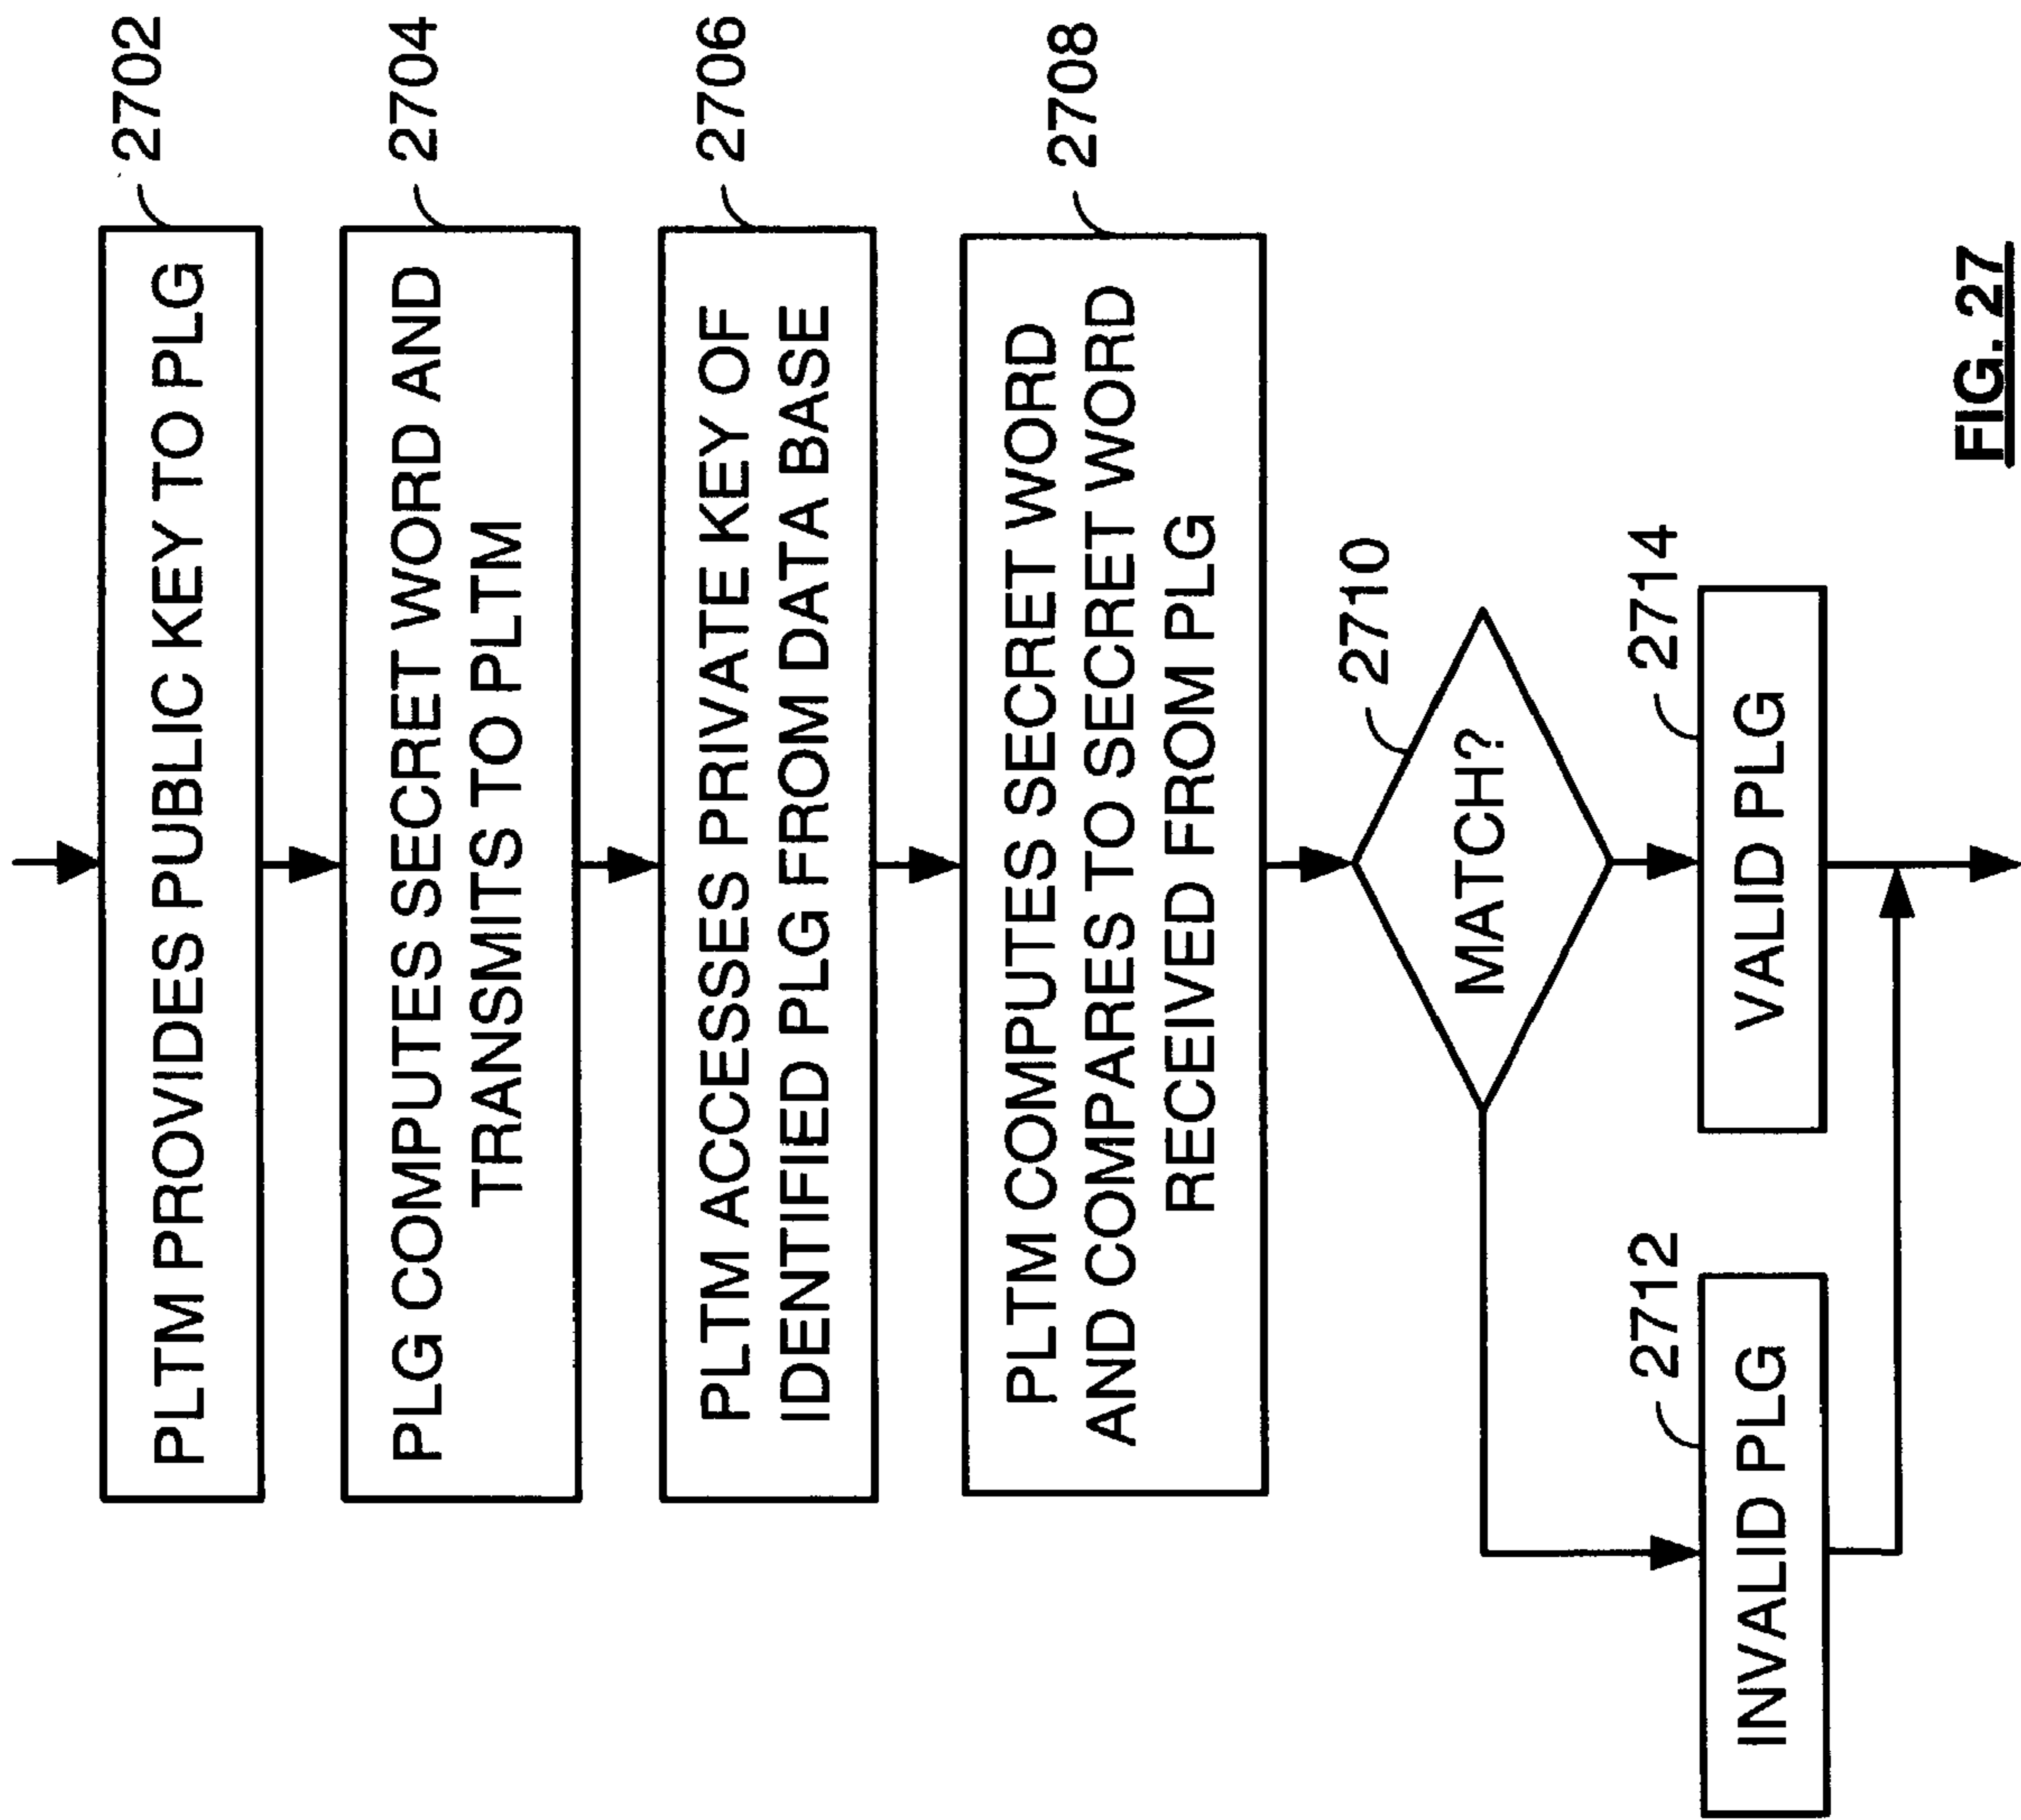 2702
PLTM PROVIDES PUBLIC KEY TO PLG
2704
PLG COMPUTES SECRET WORD AND
TRANSMITS TO PLTM
2706
PLTM ACCESSES PRIVATE KEY OF
IDENTIFIED PLG FROM DATA BASE
2708
PLTM COMPUTES SECRET WORD
AND COMPARES TO SECRET WORD
RECEIVED FROM PLG
2710
MATCH?
2712
INVALID PLG
2714
VALID PLG
FIG. 27